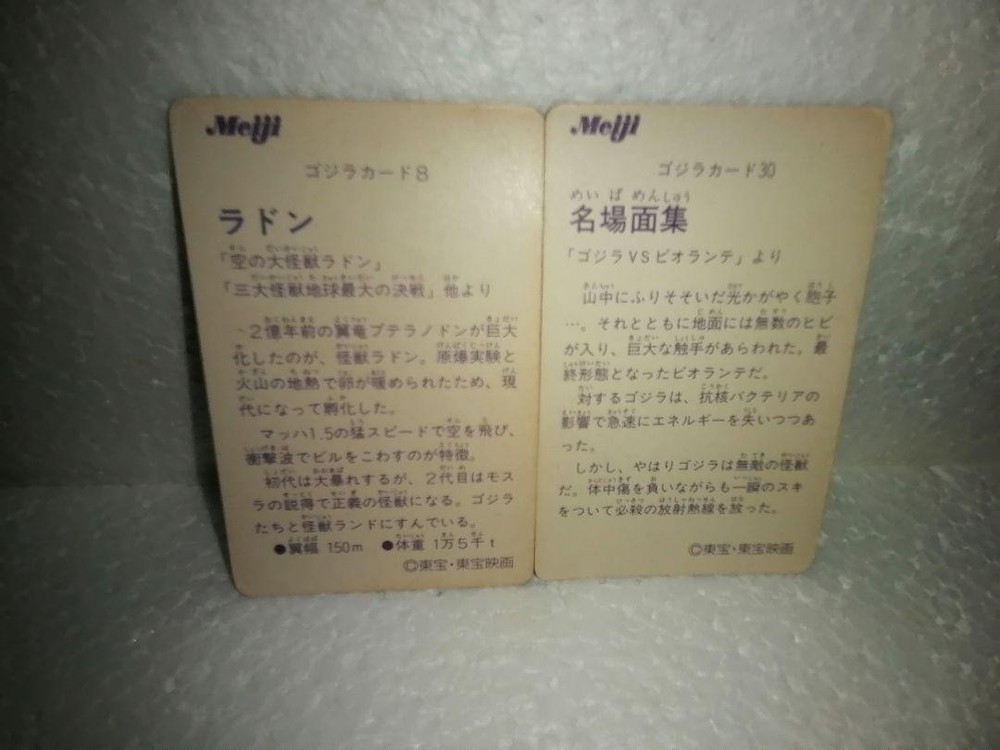 Meiji
ゴジラカード8
ラドン
「空の大怪獣ラドン」
「三大怪獣地球最大の決戦」他より
2億年前の翼竜プテラノドンが巨大
化したのが、怪獣ラドン。原爆実験と
火山の地熱で卵が暖められたため、現
代になって孵化した。
マッハ1.5の猛スピードで空を飛び、
衝撃波でビルをこわすのが特徴。
初代は大暴れするが、2代目はモス
ラの説得で正義の怪獣になる。ゴジラ
たちと怪獣ランドにすんでいる。
●翼幅 150m ●体重 1万5千t
©東宝・東宝映画
Meiji
ゴジラカード30
めい ば めんしゅう
名場面集
「ゴジラVSビオランテ」より
山中にふりそそいだ光かがやく胞子
…。それとともに地面には無数のヒビ
が入り、巨大な触手があらわれた。最
終形態となったビオランテだ。
対するゴジラは、抗核バクテリアの
影響で急速にエネルギーを失いつつあ
った。
しかし、やはりゴジラは無敵の怪獣
だ。体中傷を負いながらも一瞬のスキ
をついて必殺の放射熱線を放った。
©東宝・東宝映画